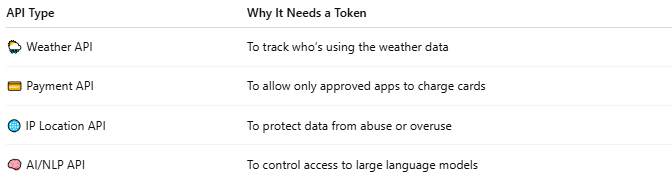 API Type Why It Needs a Token
Weather API To track who's using the weather data
Payment API To allow only approved apps to charge cards
IP Location API To protect data from abuse or overuse
AI/NLP API To control access to large language models